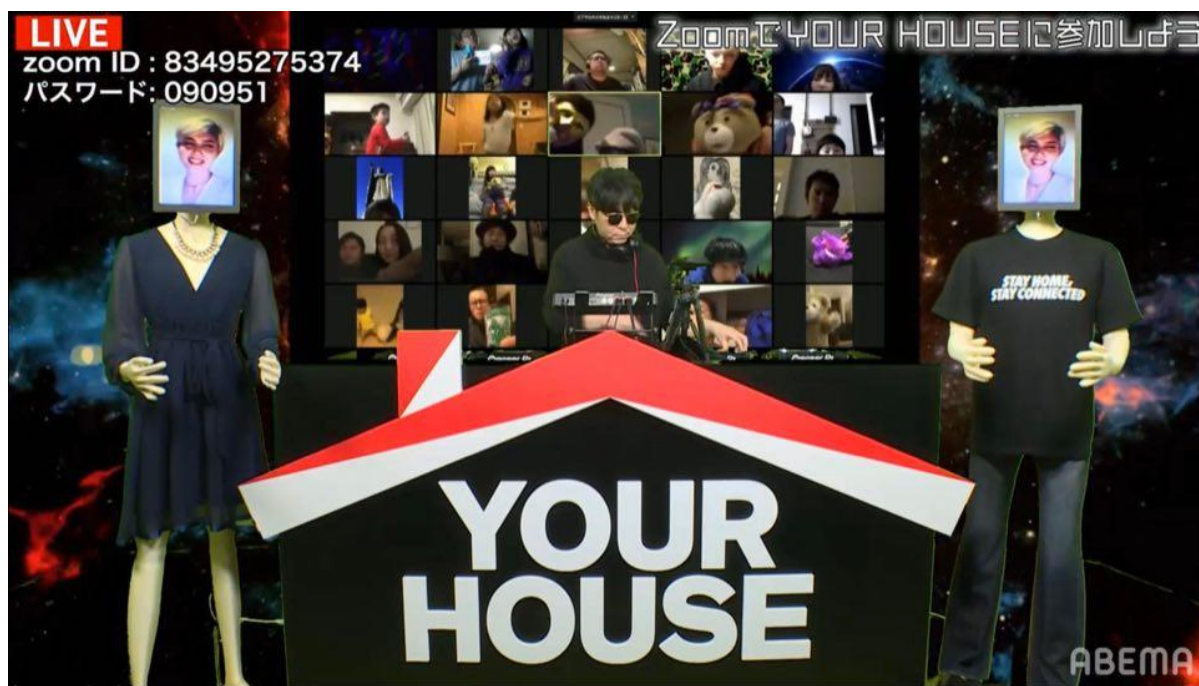 LIVE
zoom ID : 83495275374
パスワード: 090951
ZoomでYOUR HOUSEに参加しよう
STAY HOME,
STAY CONNECTED
YOUR
HOUSE
ABEMA